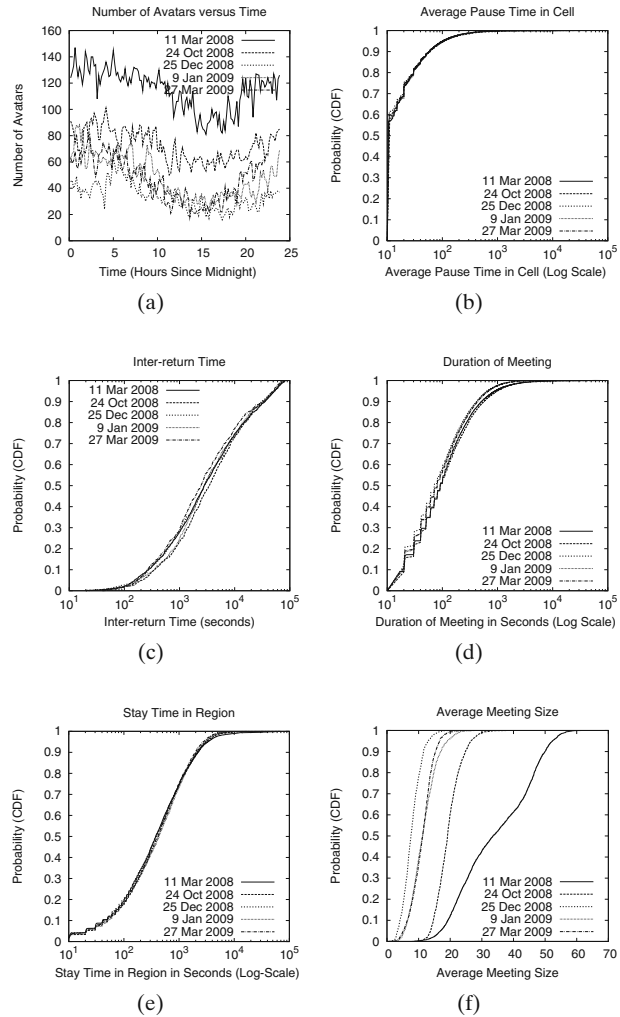 Number of Avatars versus Time
Number of Avatars
160
140
120
100
80
60
40
20
0
11 Mar 2008
24 Oct 2008
25 Dec 2008
9 Jan 2009
27 Mar 2009
0 5 10 15 20 25
Time (Hours Since Midnight)
(a)
Average Pause Time in Cell
Probability (CDF)
1
0.9
0.8
0.7
0.6
0.5
0.4
0.3
0.2
0.1
0
11 Mar 2008
24 Oct 2008
25 Dec 2008
9 Jan 2009
27 Mar 2009
10^1 10^2 10^3 10^4 10^5
Average Pause Time in Cell (Log Scale)
(b)
Inter-return Time
Probability (CDF)
1
0.9
0.8
0.7
0.6
0.5
0.4
0.3
0.2
0.1
0
11 Mar 2008
24 Oct 2008
25 Dec 2008
9 Jan 2009
27 Mar 2009
10^1 10^2 10^3 10^4 10^5
Inter-return Time (seconds)
(c)
Duration of Meeting
Probability (CDF)
1
0.9
0.8
0.7
0.6
0.5
0.4
0.3
0.2
0.1
0
11 Mar 2008
24 Oct 2008
25 Dec 2008
9 Jan 2009
27 Mar 2009
10^1 10^2 10^3 10^4 10^5
Duration of Meeting in Seconds (Log Scale)
(d)
Stay Time in Region
Probability (CDF)
1
0.9
0.8
0.7
0.6
0.5
0.4
0.3
0.2
0.1
0
11 Mar 2008
24 Oct 2008
25 Dec 2008
9 Jan 2009
27 Mar 2009
10^1 10^2 10^3 10^4 10^5
Stay Time in Region in Seconds (Log-Scale)
(e)
Average Meeting Size
Probability (CDF)
1
0.9
0.8
0.7
0.6
0.5
0.4
0.3
0.2
0.1
0
11 Mar 2008
24 Oct 2008
25 Dec 2008
9 Jan 2009
27 Mar 2009
0 10 20 30 40 50 60 70
Average Meeting Size
(f)